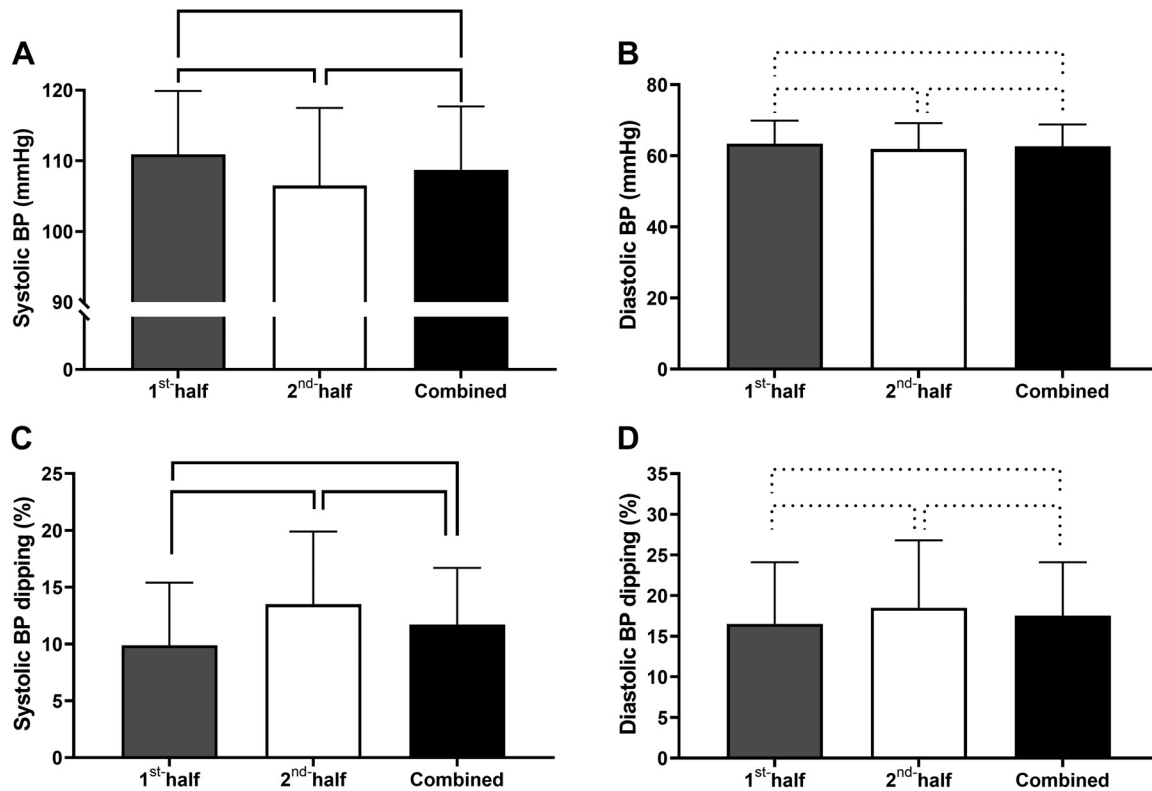 A
Systolic BP (mmHg)
120
110
100
90
0
1st-half
2nd-half
Combined
B
Diastolic BP (mmHg)
80
60
40
20
0
1st-half
2nd-half
Combined
C
Systolic BP dipping (%)
25
20
15
10
5
0
1st-half
2nd-half
Combined
D
Diastolic BP dipping (%)
35
30
25
20
15
10
5
0
1st-half
2nd-half
Combined